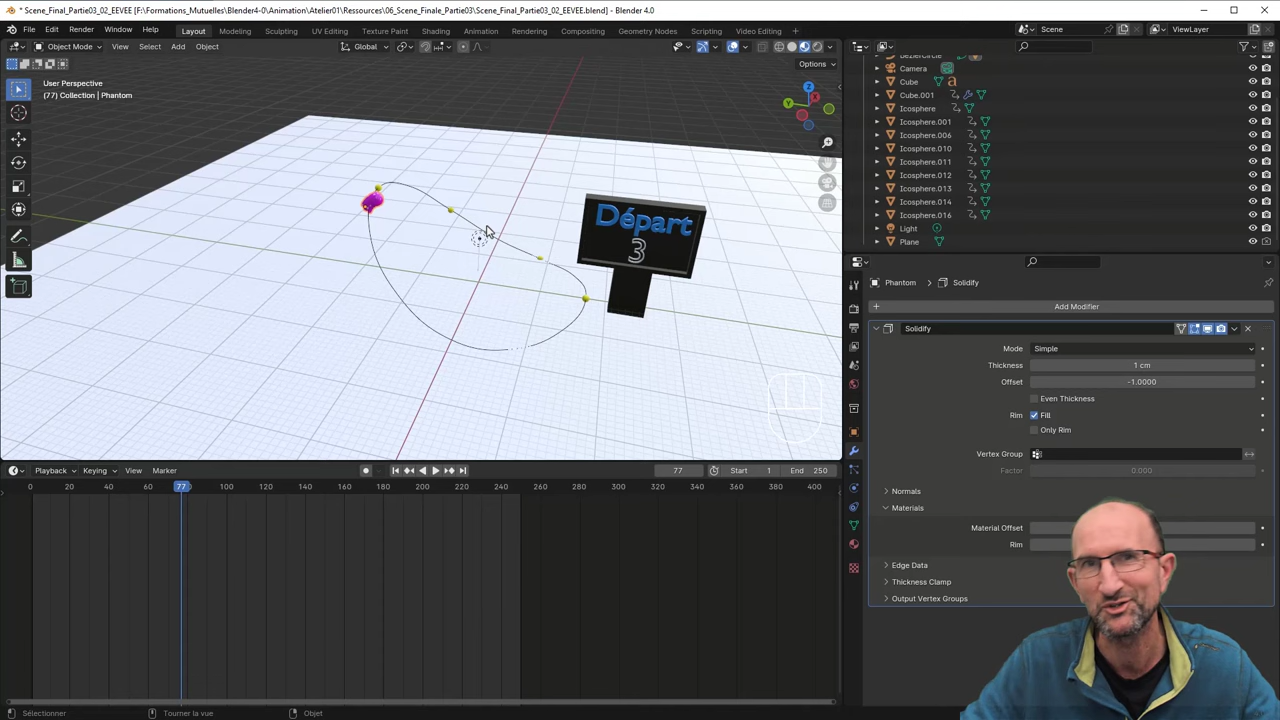 * Scene_Final_Partie03_02_EEVEE [F:\Formations_Mutuelles\Blender4-0\Animation\Atelier01\Ressources\06_Scene_Finale_Partie03\Scene_Final_Partie03_02_EEVEE.blend] - Blender 4.0
File Edit Render Window Help Layout Modeling Sculpting UV Editing Texture Paint Shading Animation Rendering Compositing Geometry Nodes Scripting Video Editing Scene ViewLayer
Object Mode View Select Add Object Global
Options
User Perspective
(77) Collection | Phantom
Z
X
Y
Départ
3
BezierCircle
Camera
Cube
Cube.001
Icosphere
Icosphere.001
Icosphere.006
Icosphere.010
Icosphere.011
Icosphere.012
Icosphere.013
Icosphere.014
Icosphere.016
Light
Plane
Phantom > Solidify
Add Modifier
Solidify
Mode Simple
Thickness 1 cm
Offset -1.0000
Even Thickness
Rim Fill
Only Rim
Vertex Group
Factor 0.000
Normals
Materials
Material Offset
Rim
Edge Data
Thickness Clamp
Output Vertex Groups
Playback Keying View Marker 77 Start 1 End 250
0 20 40 60 77 100 120 140 160 180 200 220 240 260 280 300 320 340 360 380 400
Sélectionner Tourner la vue Objet